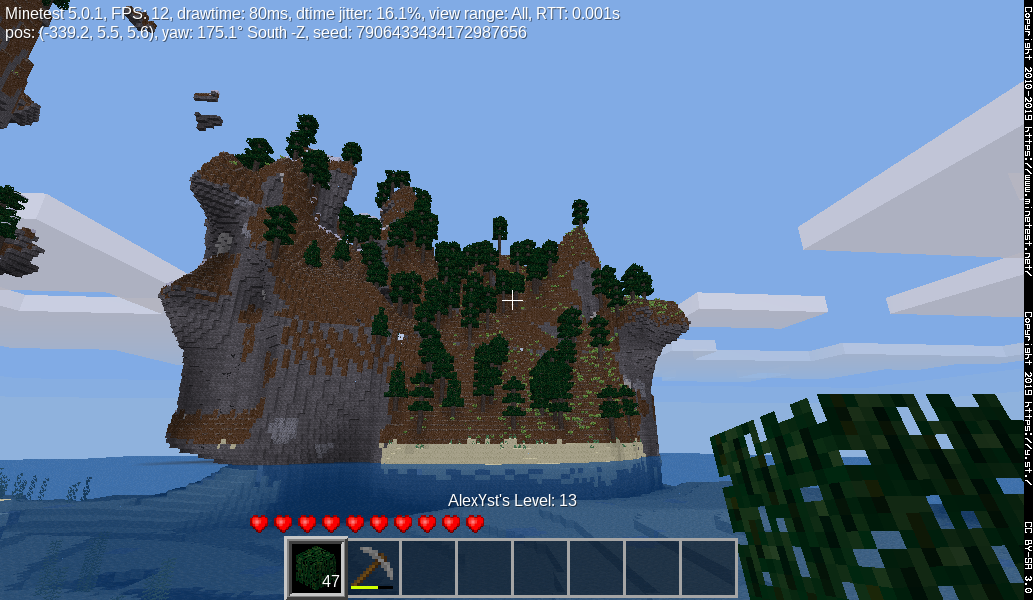 Minetest 5.0.1, FPS: 12, drawtime: 80ms, dtime jitter: 16.1%, view range: All, RTT: 0.001s
pos: (-339.2, 5.5, 5.6), yaw: 175.1° South -Z, seed: 7906433434172987656
AlexYst's Level: 13
47
Copyright 2010-2019 https://www.minetest.net/
Copyright 2019 https://y.st./
CC BY-SA 3.0